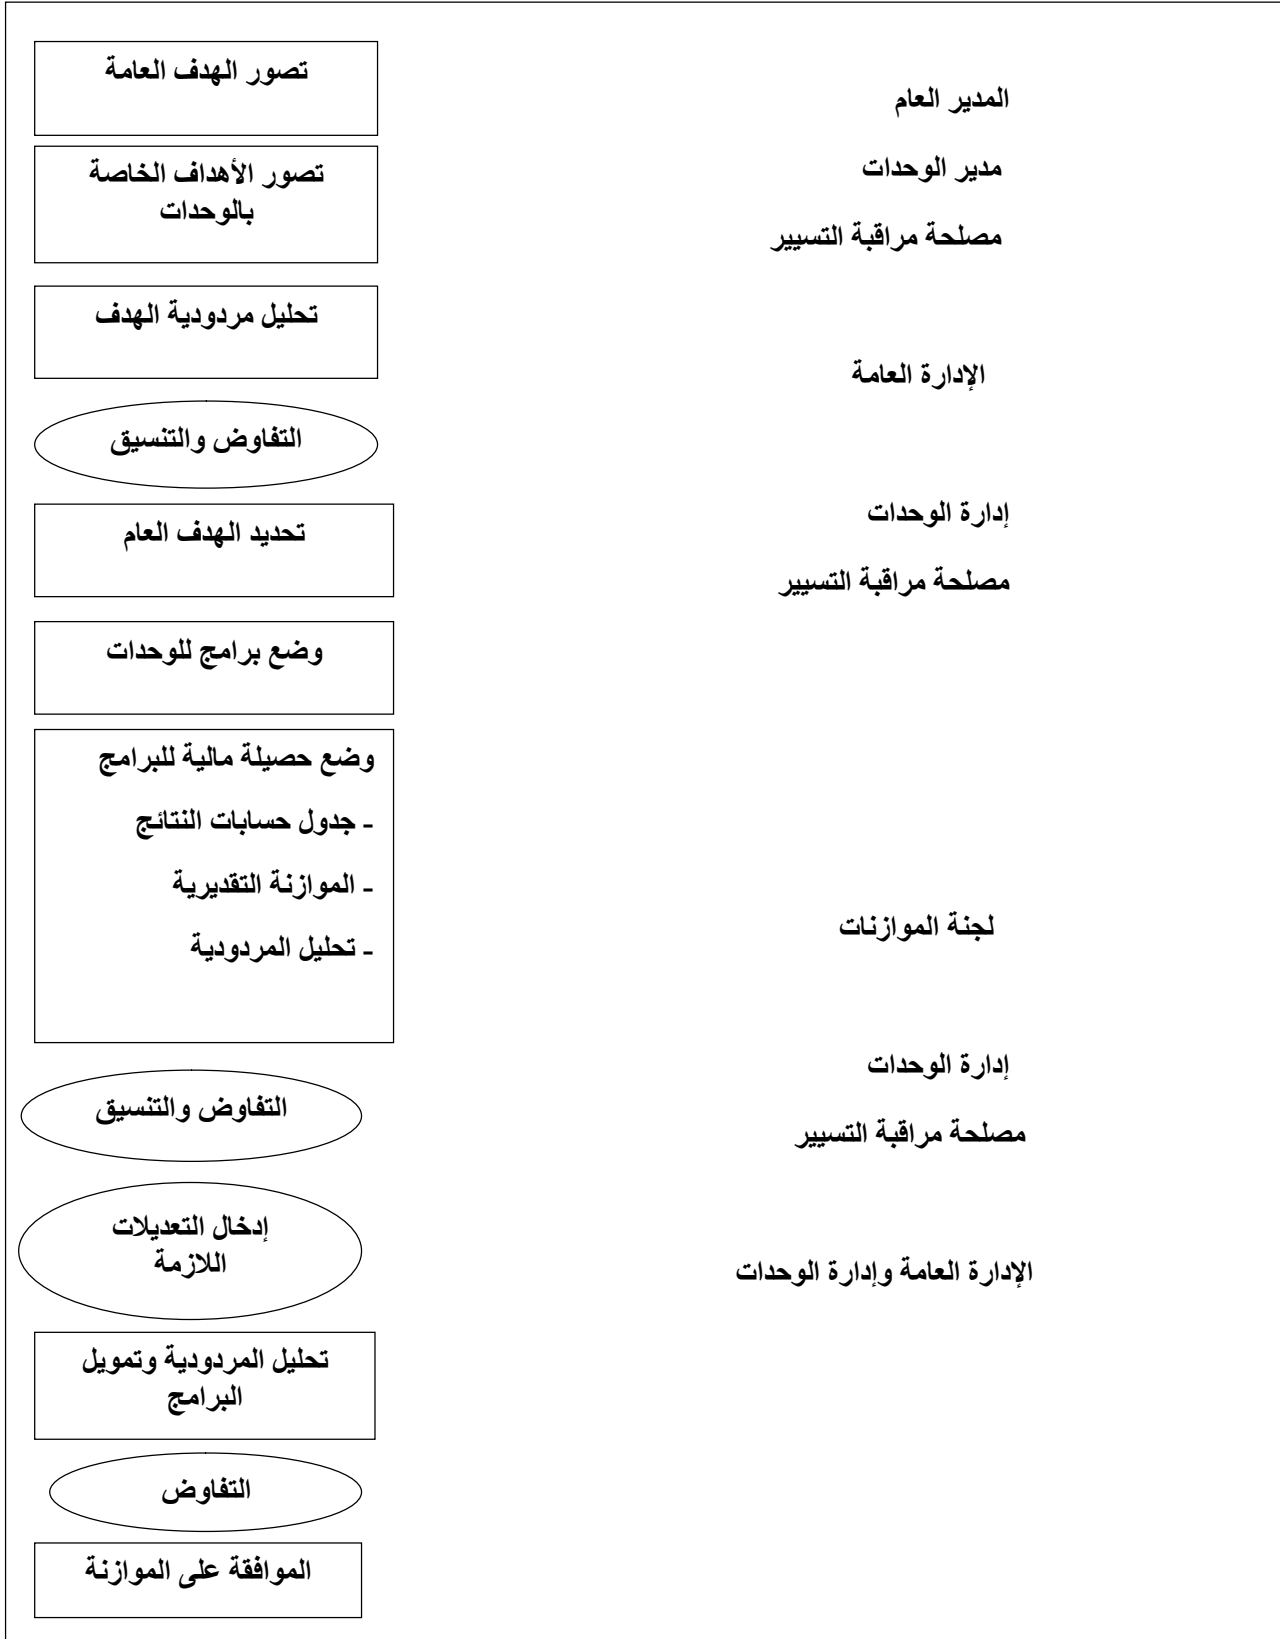 تصور الهدف العامة
المدير العام
تصور الأهداف الخاصة
بالوحدات
مدير الوحدات
مصلحة مراقبة التسيير
تحليل مردودية الهدف
الإدارة العامة
التفاوض والتنسيق
تحديد الهدف العام
إدارة الوحدات
مصلحة مراقبة التسيير
وضع برامج للوحدات
وضع حصيلة مالية للبرامج
- جدول حسابات النتائج
- الموازنة التقديرية
- تحليل المردودية
لجنة الموازنات
إدارة الوحدات
التفاوض والتنسيق
مصلحة مراقبة التسيير
إدخال التعديلات
اللازمة
الإدارة العامة وإدارة الوحدات
تحليل المردودية وتمويل
البرامج
التفاوض
الموافقة على الموازنة